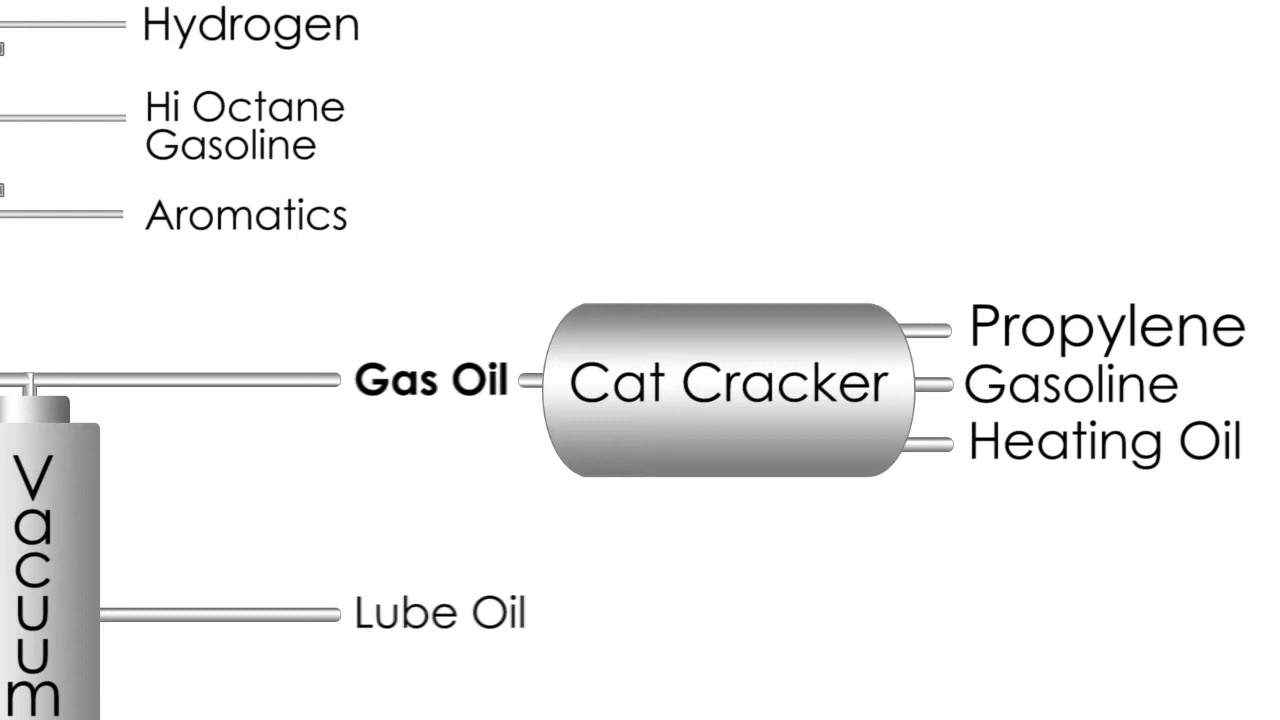 Hydrogen
Hi Octane
Gasoline
Aromatics
Gas Oil
Cat Cracker
Propylene
Gasoline
Heating Oil
Vacuum
Lube Oil